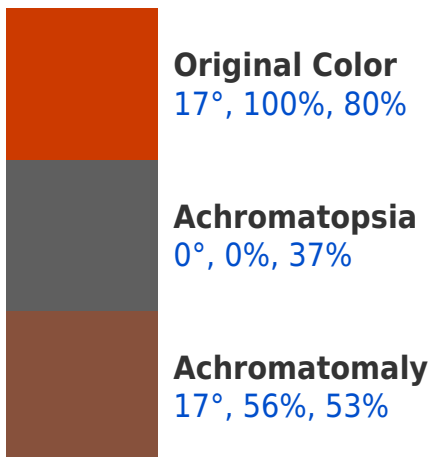 Original Color
17°, 100%, 80%
Achromatopsia
0°, 0%, 37%
Achromatomaly
17°, 56%, 53%